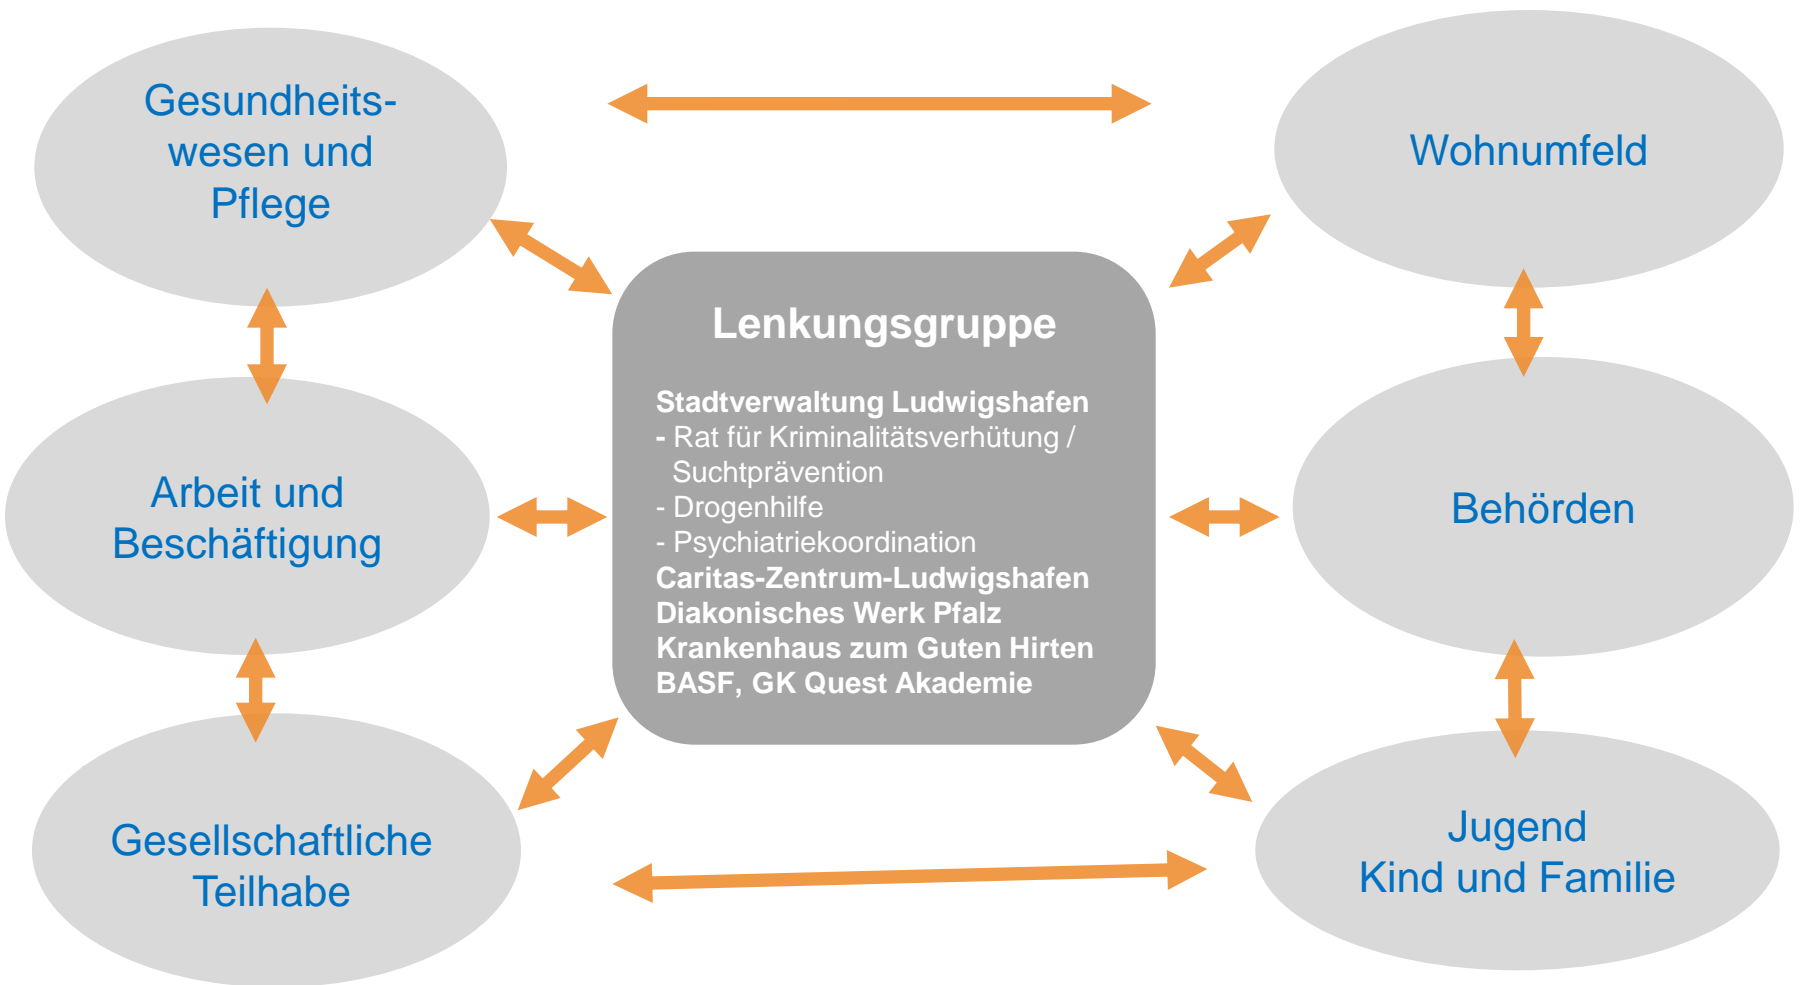 Gesundheits-
wesen und
Pflege
Wohnumfeld
Lenkungsgruppe
Stadtverwaltung Ludwigshafen
- Rat für Kriminalitätsverhütung /
Suchtprävention
- Drogenhilfe
- Psychiatriekoordination
Caritas-Zentrum-Ludwigshafen
Diakonisches Werk Pfalz
Krankenhaus zum Guten Hirten
BASF, GK Quest Akademie
Arbeit und
Beschäftigung
Behörden
Gesellschaftliche
Teilhabe
Jugend
Kind und Familie